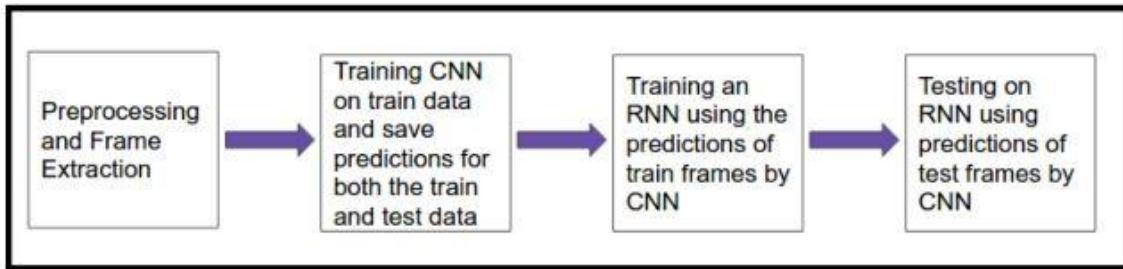 Preprocessing
and Frame
Extraction
Training CNN
on train data
and save
predictions for
both the train
and test data
Training an
RNN using the
predictions of
train frames by
CNN
Testing on
RNN using
predictions of
test frames by
CNN